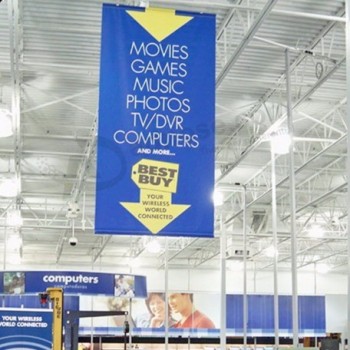 MOVIES
GAMES
MUSIC
PHOTOS
TV/DVR
COMPUTERS
AND MORE...
BEST
BUY
YOUR
WIRELESS
WORLD
CONNECTED
computers
YOUR WIRELESS
WORLD CONNECTED